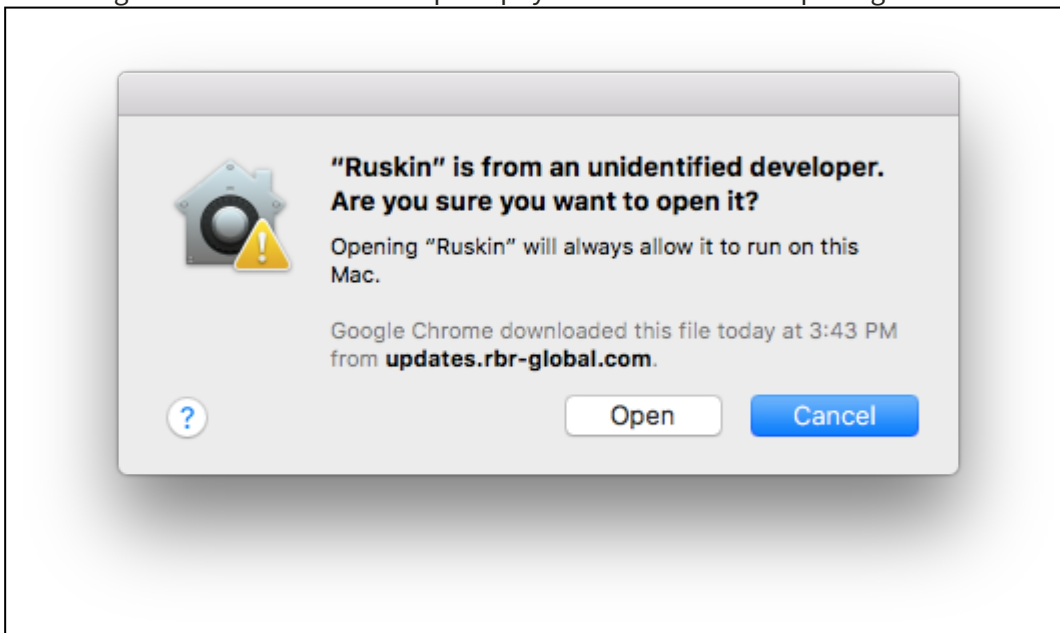 “Ruskin” is from an unidentified developer.
Are you sure you want to open it?
Opening “Ruskin” will always allow it to run on this
Mac.
Google Chrome downloaded this file today at 3:43 PM
from updates.rbr-global.com.
?
Open
Cancel